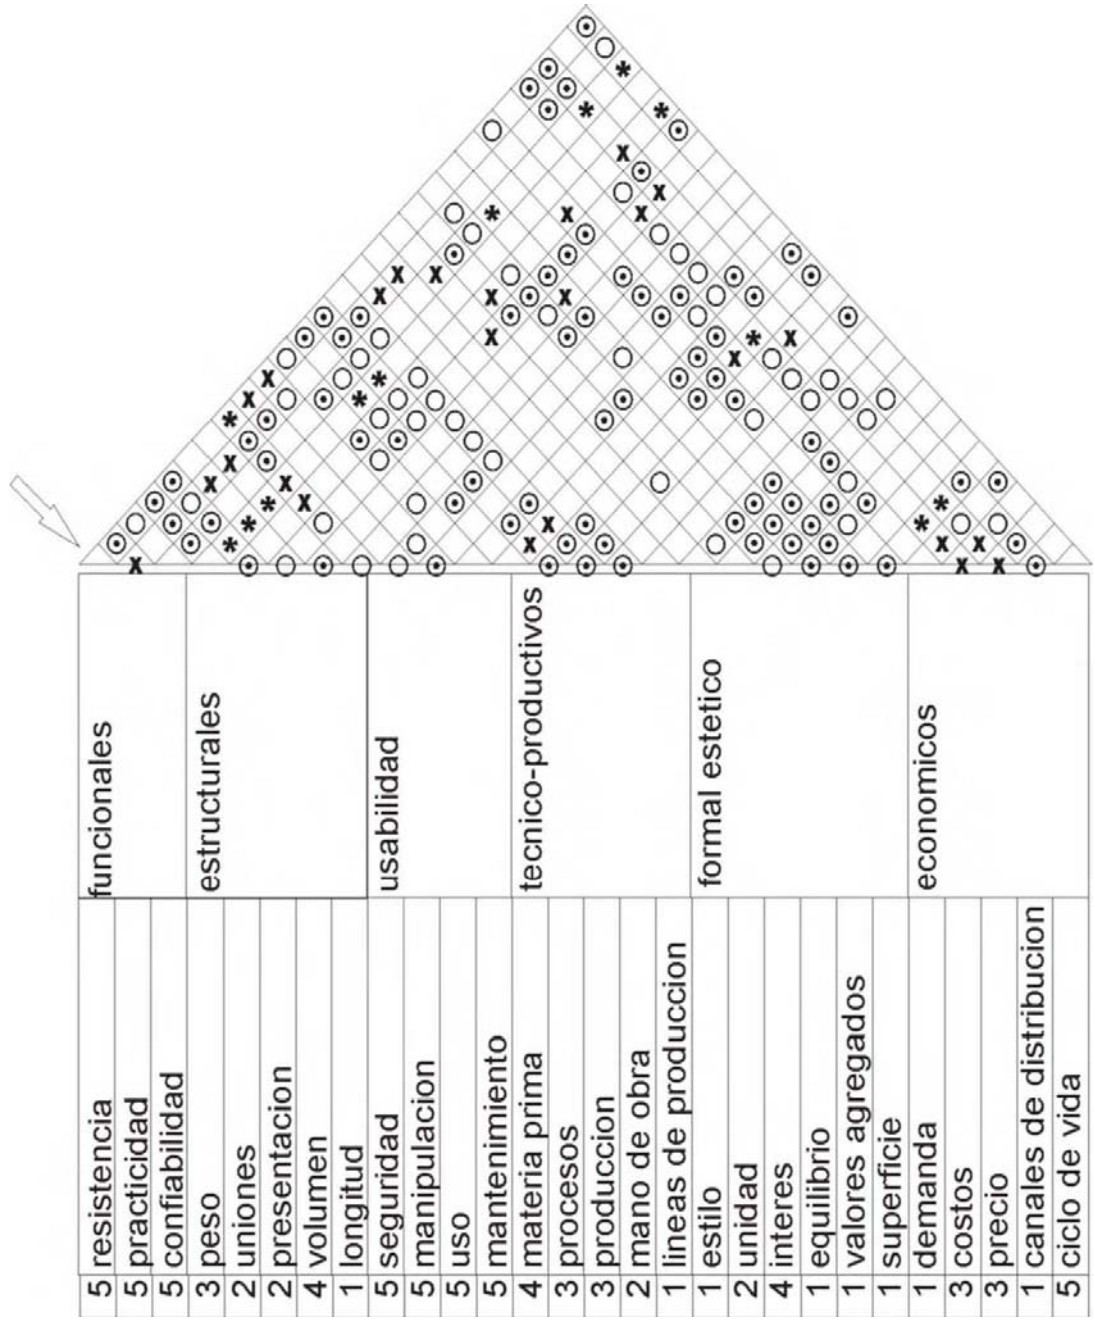 funcionales
estructurales
usabilidad
tecnico-productivos
formal estetico
economicos
5 resistencia
5 practicidad
5 confiabilidad
3 peso
2 uniones
2 presentacion
4 volumen
1 longitud
5 seguridad
5 manipulacion
5 uso
5 mantenimiento
4 materia prima
3 procesos
3 produccion
2 mano de obra
1 lineas de produccion
1 estilo
2 unidad
4 interes
1 equilibrio
1 valores agregados
1 superficie
1 demanda
3 costos
3 precio
1 canales de distribucion
5 ciclo de vida